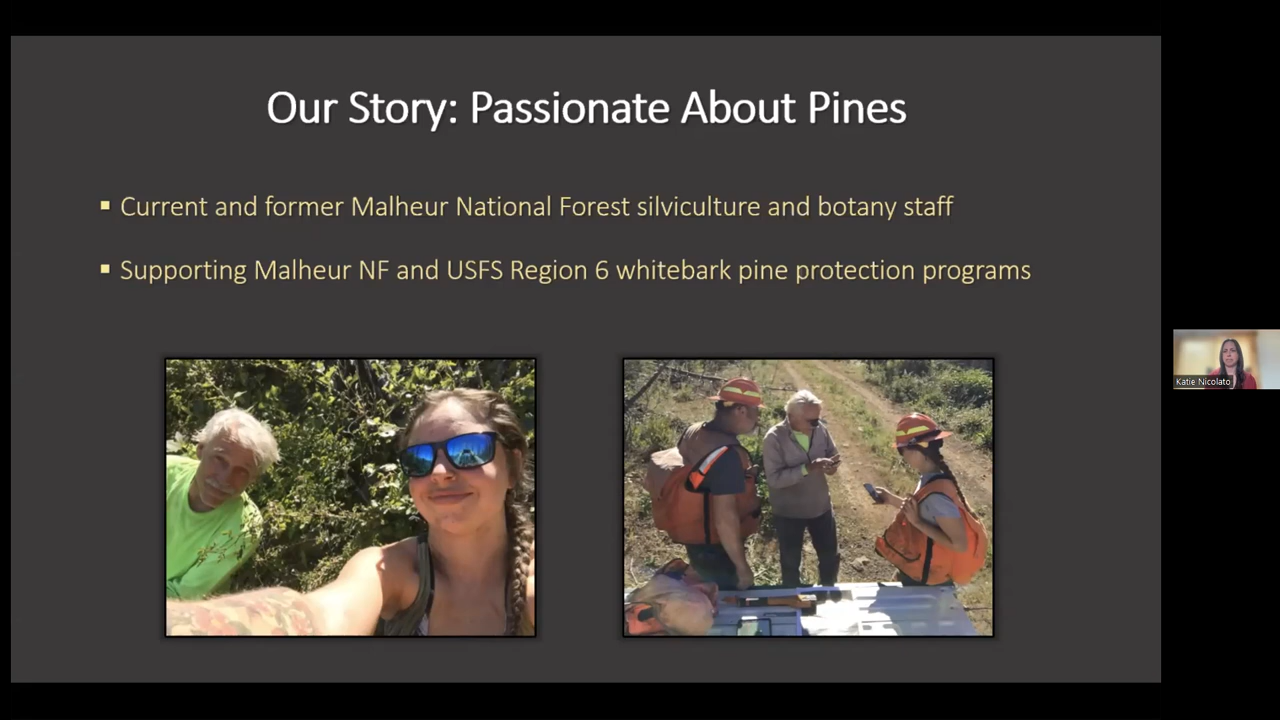 Our Story: Passionate About Pines
Current and former Malheur National Forest silviculture and botany staff
Supporting Malheur NF and USFS Region 6 whitebark pine protection programs
Katie Nicolato